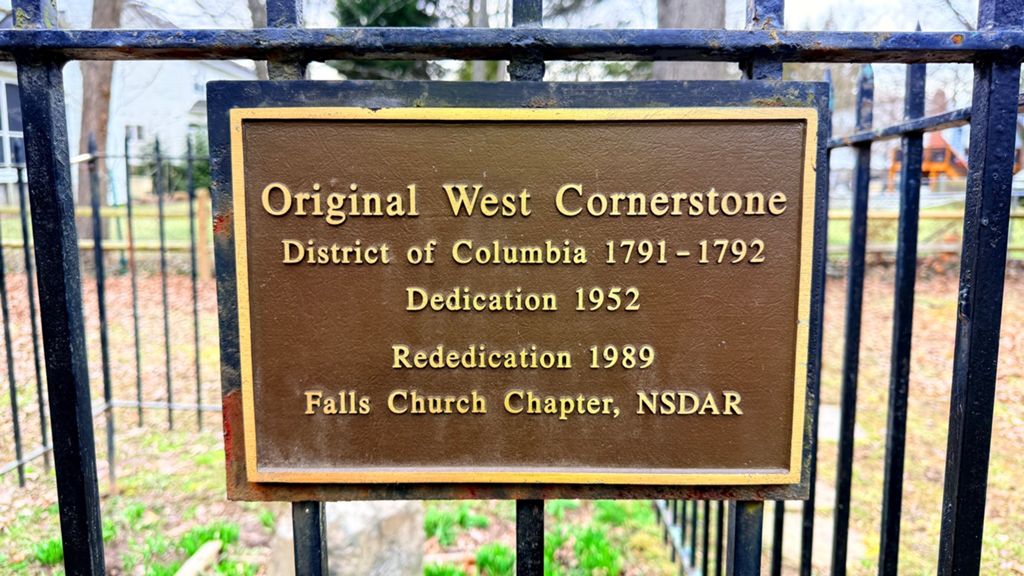 Original West Cornerstone
District of Columbia 1791-1792
Dedication 1952
Rededication 1989
Falls Church Chapter, NSDAR